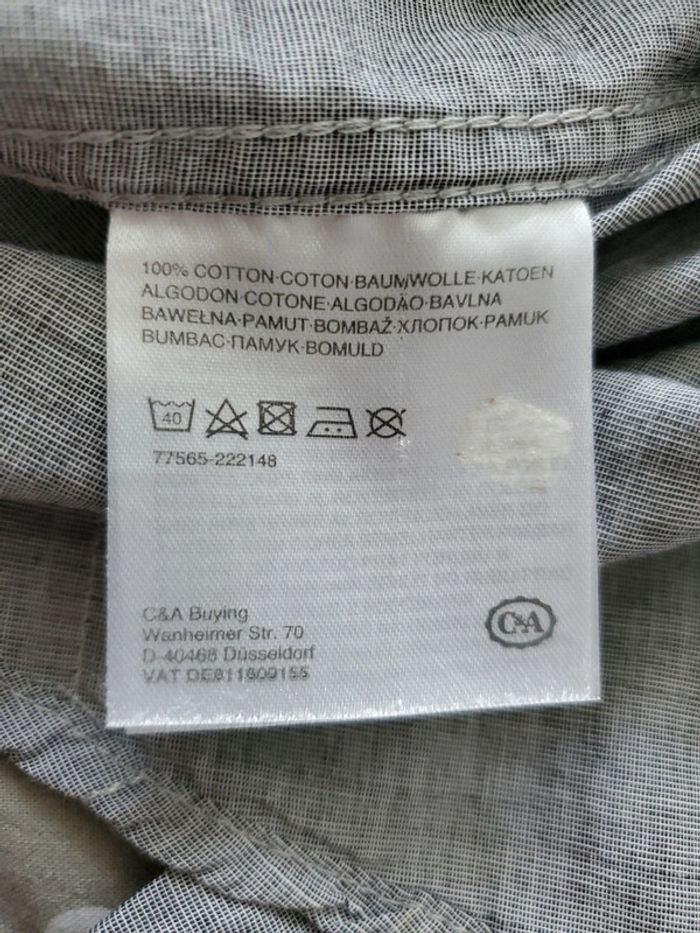 100% COTTON·COTON·BAUMWOLLE·KATOEN
ALGODON·COTONE·ALGODÃO·BAVLNA
BAWEŁNA·PAMUT·BOMBAŽ·ХЛОПОК·PAMUK
BUMBAC·ПАМУК·BOMULD
40
77565-222148
C&A Buying
Wanheimer Str. 70
D-40468 Düsseldorf
VAT DE811809155
C&A